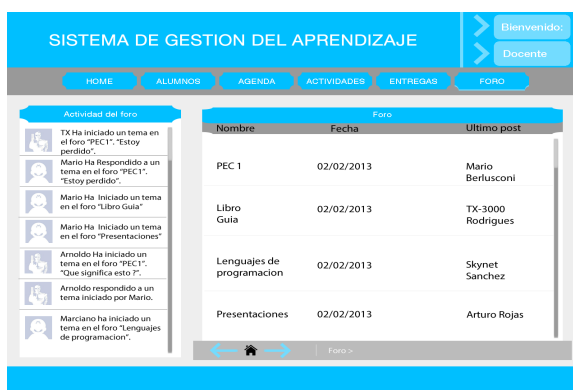 SISTEMA DE GESTION DEL APRENDIZAJE
Bienvenido:
Docente
HOME ALUMNOS AGENDA ACTIVIDADES ENTREGAS FORO
Actividad del foro
TX Ha iniciado un tema en
el foro “PEC1”. “Estoy
perdido”.
Mario Ha Respondido a un
tema en el foro “PEC1”.
“Estoy perdido”.
Mario Ha Iniciado un tema
en el foro “Libro Guia”
Mario Ha Iniciado un tema
en el foro “Presentaciones”
Arnoldo Ha iniciado un
tema en el foro “PEC1”.
“Que significa esto ?”.
Arnoldo respondido a un
tema iniciado por Mario.
Marciano ha iniciado un
tema en el foro “Lenguajes
de programacion”.
Foro
Nombre Fecha Ultimo post
PEC 1 02/02/2013 Mario
Berlusconi
Libro
Guia 02/02/2013 TX-3000
Rodrigues
Lenguajes de
programacion 02/02/2013 Skynet
Sanchez
Presentaciones 02/02/2013 Arturo Rojas
Foro >